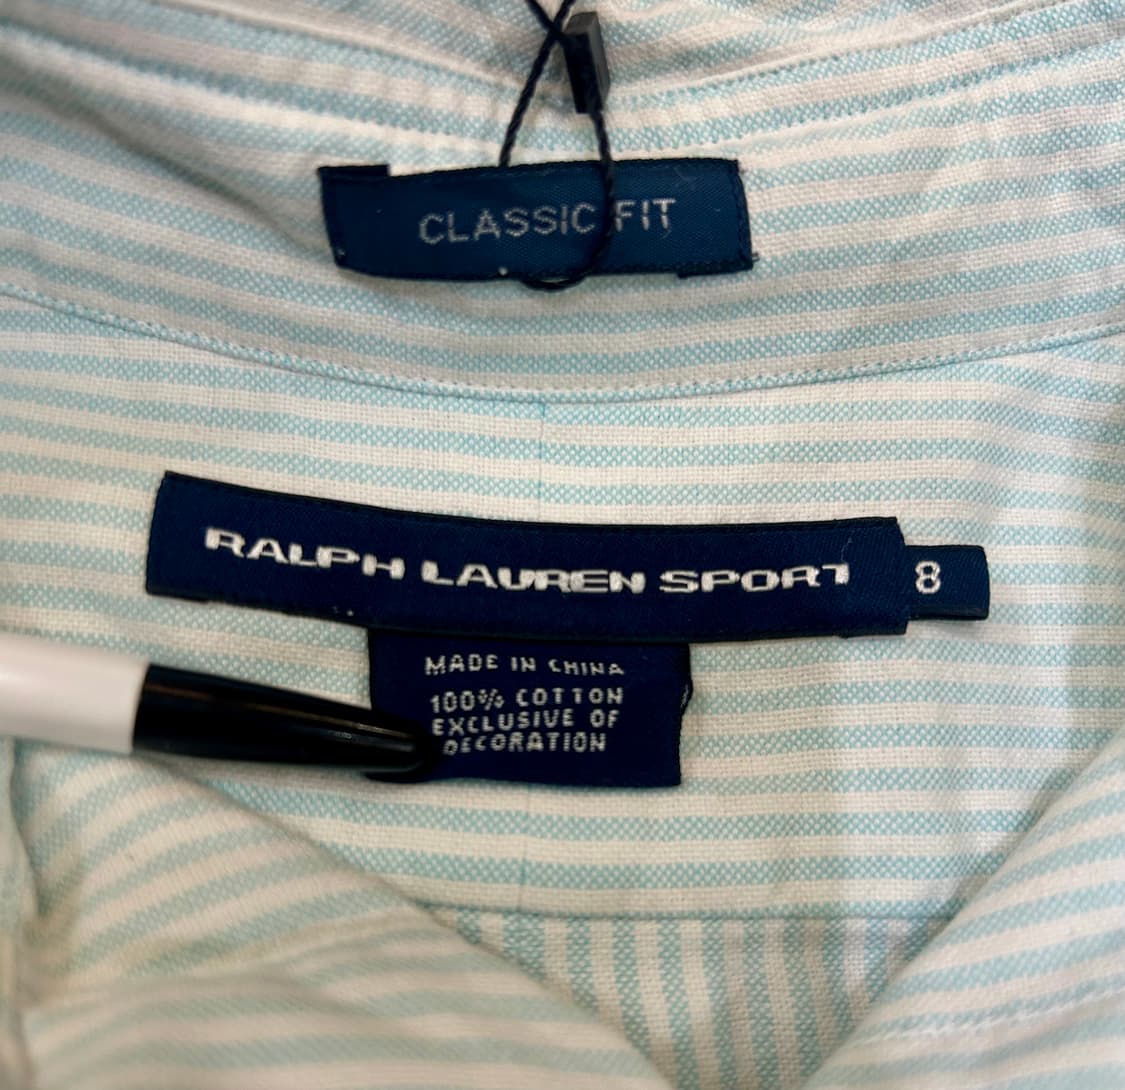 CLASSIC FIT
RALPH LAUREN SPORT 8
MADE IN CHINA
100% COTTON
EXCLUSIVE OF
DECORATION